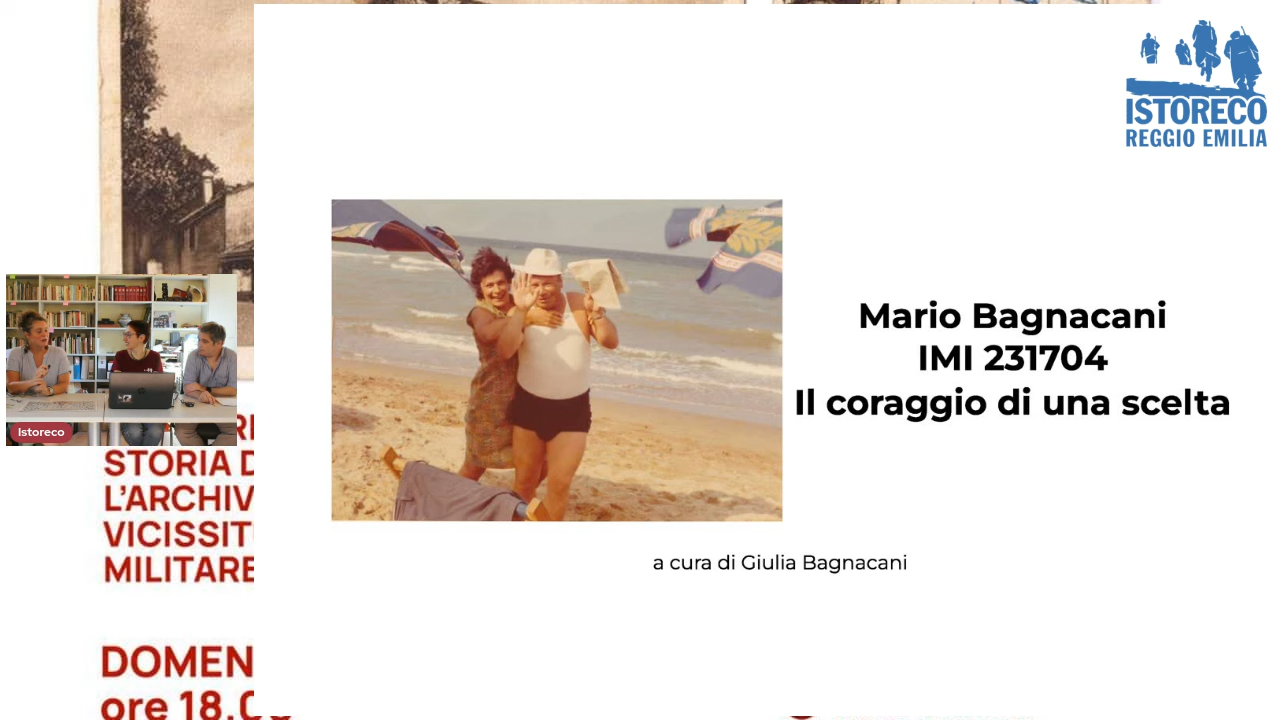 ISTORECO
REGGIO EMILIA
Mario Bagnacani
IMI 231704
Il coraggio di una scelta
a cura di Giulia Bagnacani
Istoreco
STORIA D
L'ARCHIV
VICISSIT
MILITARE
DOMEN
ore 18.0